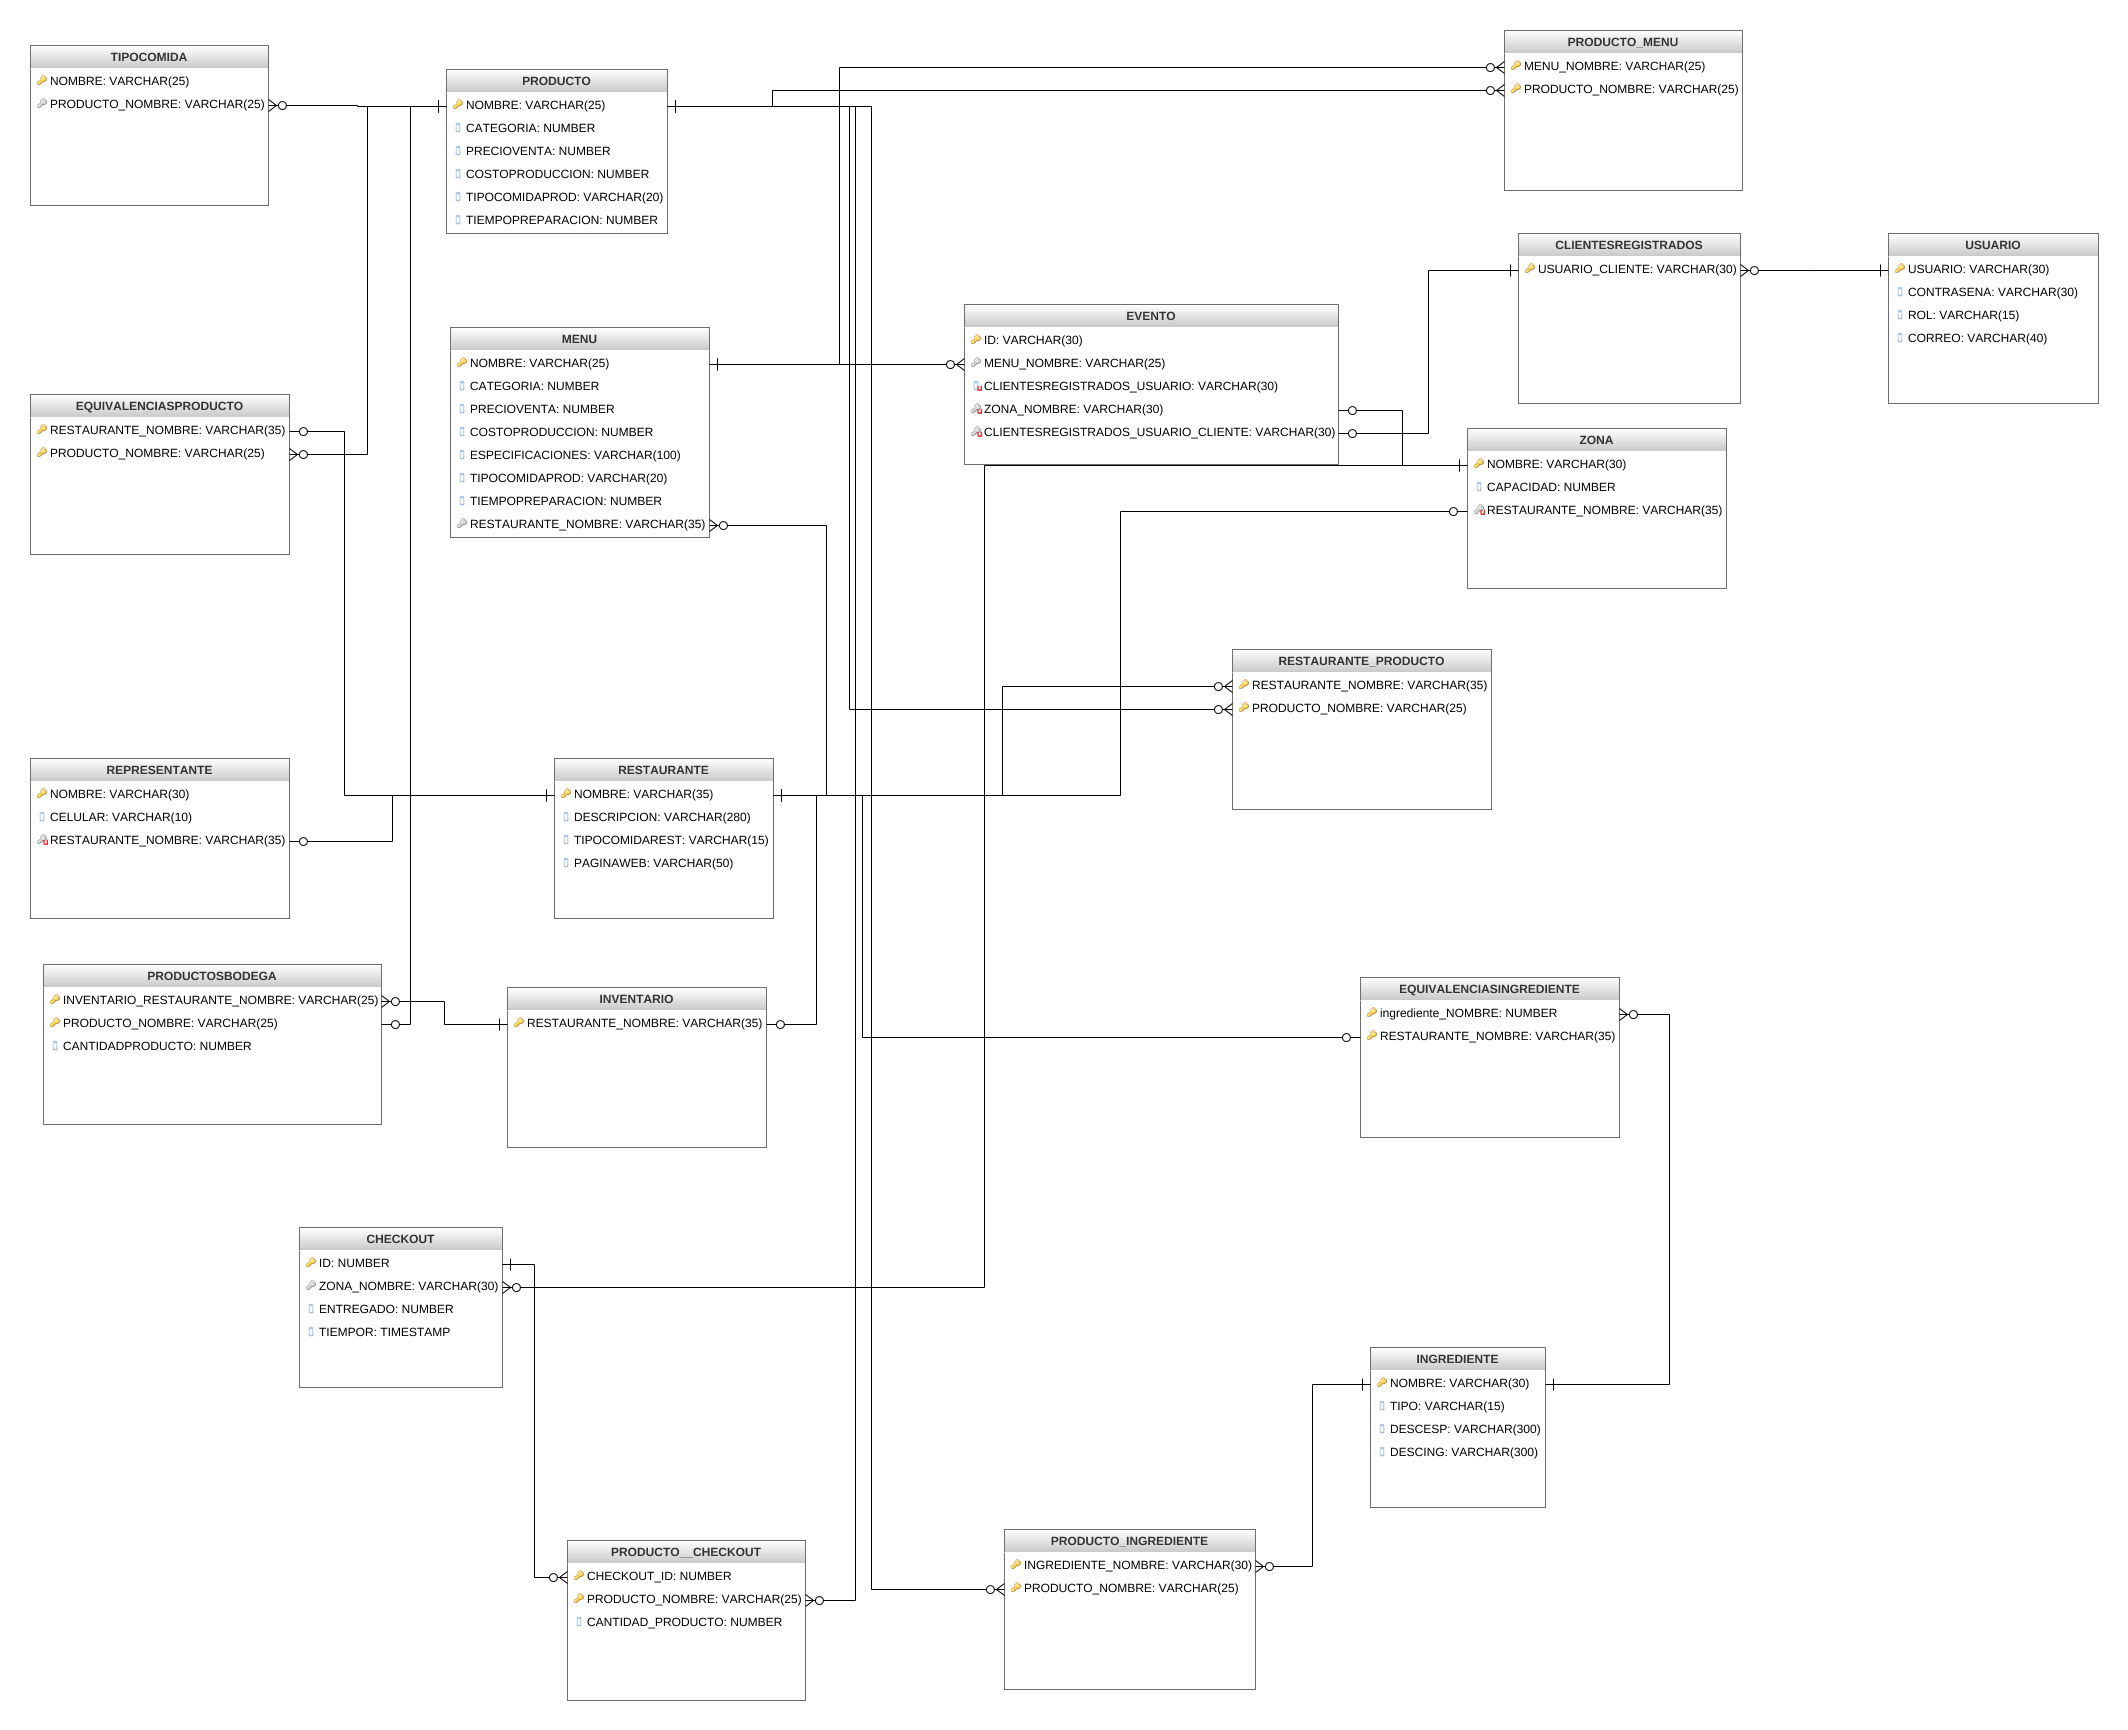 TIPOCOMIDA
NOMBRE: VARCHAR(25)
PRODUCTO_NOMBRE: VARCHAR(25)
PRODUCTO
NOMBRE: VARCHAR(25)
CATEGORIA: NUMBER
PRECIOVENTA: NUMBER
COSTOPRODUCCION: NUMBER
TIPOCOMIDAPROD: VARCHAR(20)
TIEMPOPREPARACION: NUMBER
PRODUCTO_MENU
MENU_NOMBRE: VARCHAR(25)
PRODUCTO_NOMBRE: VARCHAR(25)
CLIENTESREGISTRADOS
USUARIO_CLIENTE: VARCHAR(30)
USUARIO
USUARIO: VARCHAR(30)
CONTRASENA: VARCHAR(30)
ROL: VARCHAR(15)
CORREO: VARCHAR(40)
EVENTO
ID: VARCHAR(30)
MENU_NOMBRE: VARCHAR(25)
CLIENTESREGISTRADOS_USUARIO: VARCHAR(30)
ZONA_NOMBRE: VARCHAR(30)
CLIENTESREGISTRADOS_USUARIO_CLIENTE: VARCHAR(30)
MENU
NOMBRE: VARCHAR(25)
CATEGORIA: NUMBER
PRECIOVENTA: NUMBER
COSTOPRODUCCION: NUMBER
ESPECIFICACIONES: VARCHAR(100)
TIPOCOMIDAPROD: VARCHAR(20)
TIEMPOPREPARACION: NUMBER
RESTAURANTE_NOMBRE: VARCHAR(35)
EQUIVALENCIASPRODUCTO
RESTAURANTE_NOMBRE: VARCHAR(35)
PRODUCTO_NOMBRE: VARCHAR(25)
ZONA
NOMBRE: VARCHAR(30)
CAPACIDAD: NUMBER
RESTAURANTE_NOMBRE: VARCHAR(35)
RESTAURANTE_PRODUCTO
RESTAURANTE_NOMBRE: VARCHAR(35)
PRODUCTO_NOMBRE: VARCHAR(25)
REPRESENTANTE
NOMBRE: VARCHAR(30)
CELULAR: VARCHAR(10)
RESTAURANTE_NOMBRE: VARCHAR(35)
RESTAURANTE
NOMBRE: VARCHAR(35)
DESCRIPCION: VARCHAR(280)
TIPOCOMIDAREST: VARCHAR(15)
PAGINAWEB: VARCHAR(50)
PRODUCTOSBODEGA
INVENTARIO_RESTAURANTE_NOMBRE: VARCHAR(25)
PRODUCTO_NOMBRE: VARCHAR(25)
CANTIDADPRODUCTO: NUMBER
INVENTARIO
RESTAURANTE_NOMBRE: VARCHAR(35)
EQUIVALENCIASINGREDIENTE
ingrediente_NOMBRE: NUMBER
RESTAURANTE_NOMBRE: VARCHAR(35)
CHECKOUT
ID: NUMBER
ZONA_NOMBRE: VARCHAR(30)
ENTREGADO: NUMBER
TIEMPOR: TIMESTAMP
INGREDIENTE
NOMBRE: VARCHAR(30)
TIPO: VARCHAR(15)
DESCESP: VARCHAR(300)
DESCING: VARCHAR(300)
PRODUCTO__CHECKOUT
CHECKOUT_ID: NUMBER
PRODUCTO_NOMBRE: VARCHAR(25)
CANTIDAD_PRODUCTO: NUMBER
PRODUCTO_INGREDIENTE
INGREDIENTE_NOMBRE: VARCHAR(30)
PRODUCTO_NOMBRE: VARCHAR(25)